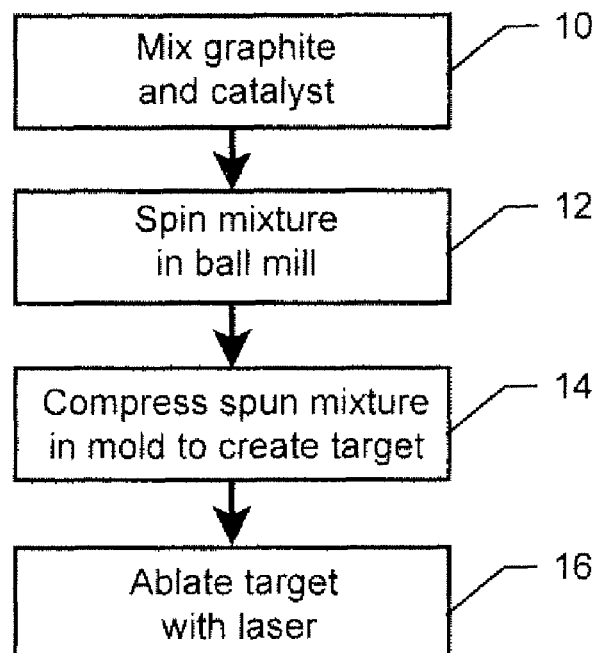 Mix graphite
and catalyst
10
Spin mixture
in ball mill
12
Compress spun mixture
in mold to create target
14
Ablate target
with laser
16